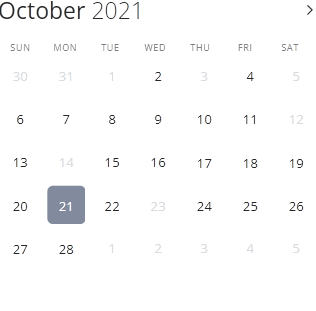 October 2021
SUN MON TUE WED THU FRI SAT
30 31 1 2 3 4 5
6 7 8 9 10 11 12
13 14 15 16 17 18 19
20 21 22 23 24 25 26
27 28 1 2 3 4 5